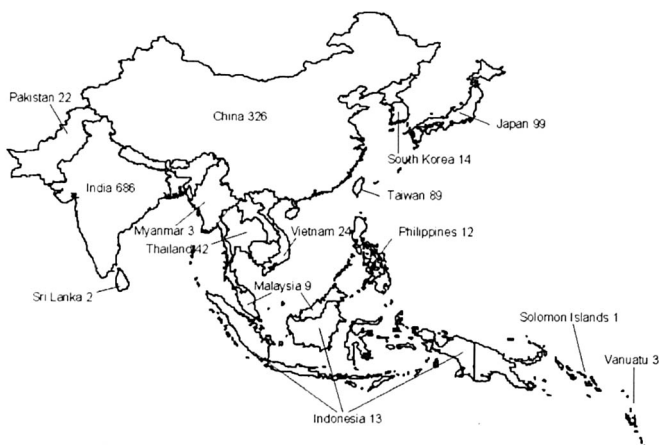 Pakistan 22
China 326
Japan 99
South Korea 14
India 686
Taiwan 89
Myanmar 3
Vietnam 24
Philippines 12
Thailand 42
Malaysia 9
Sri Lanka 2
Solomon Islands 1
Vanuatu 3
Indonesia 13